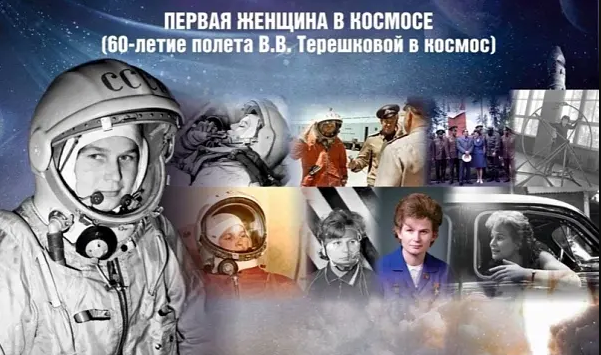 ПЕРВАЯ ЖЕНЩИНА В КОСМОСЕ
(60-летие полета В.В. Терешковой в космос)
СССР